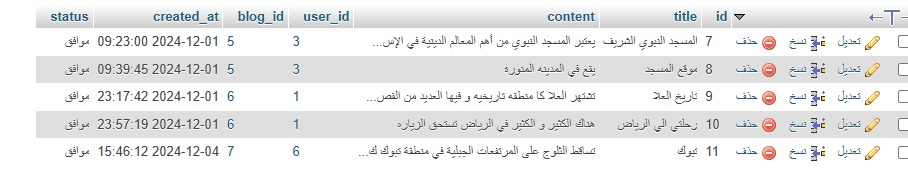 id title content user_id blog_id created_at status
تعديل نسخ حذف 7 المسجد النبوي الشريف يعتبر المسجد النبوي من أهم المعالم الدينية في الإس... 3 5 2024-12-01 09:23:00 موافق
تعديل نسخ حذف 8 موقع المسجد يقع في المدينه المنورة 3 5 2024-12-01 09:39:45 موافق
تعديل نسخ حذف 9 تاريخ العلا تشتهر العلا كا منطقه تاريخيه و فيها العديد من القص... 1 6 2024-12-01 23:17:42 موافق
تعديل نسخ حذف 10 رحلتي الي الرياض هناك الكثير و الكثير في الرياض تستحق الزياره 1 6 2024-12-01 23:57:19 موافق
تعديل نسخ حذف 11 تبوك تساقط الثلوج على المرتفعات الجبلية في منطقة تبوك ك... 6 7 2024-12-04 15:46:12 موافق